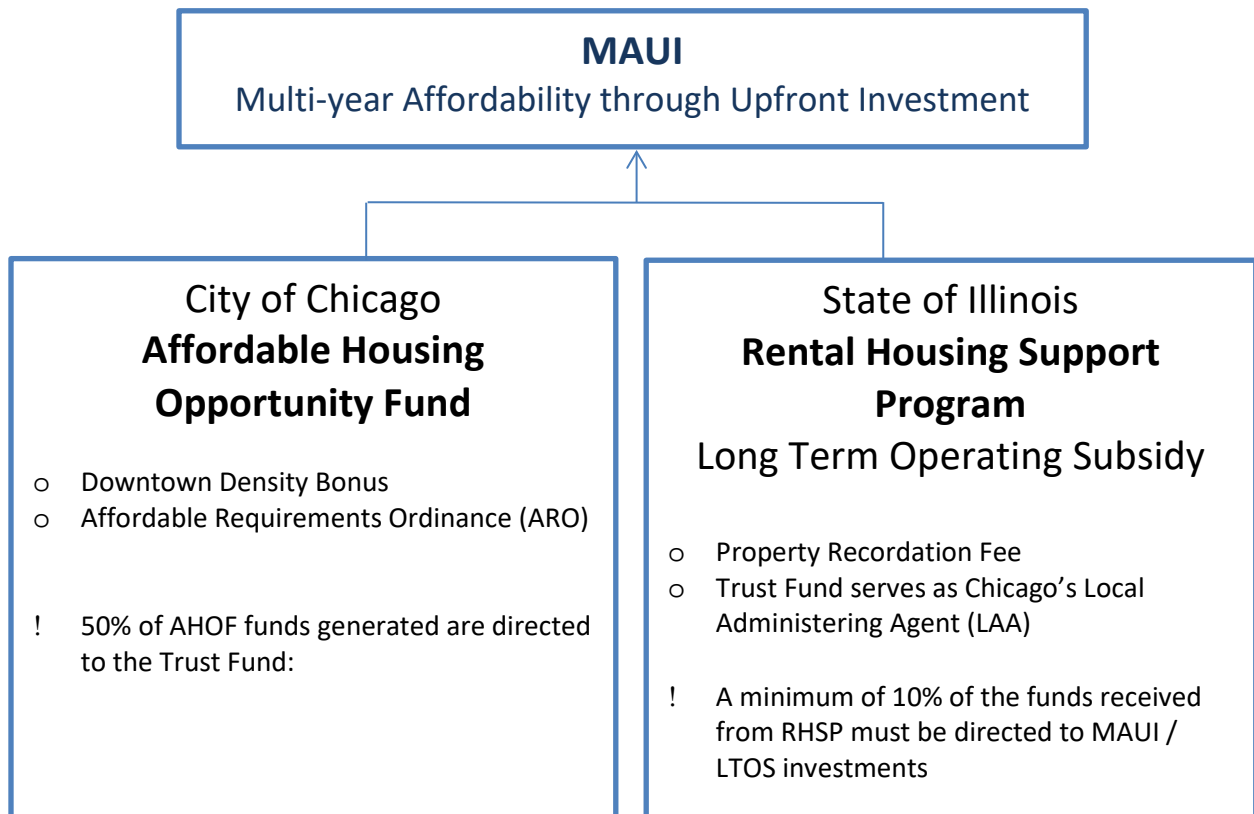 MAUI
Multi-year Affordability through Upfront Investment
City of Chicago
Affordable Housing
Opportunity Fund
o Downtown Density Bonus
o Affordable Requirements Ordinance (ARO)
! 50% of AHOF funds generated are directed
to the Trust Fund:
State of Illinois
Rental Housing Support
Program
Long Term Operating Subsidy
o Property Recordation Fee
o Trust Fund serves as Chicago’s Local
Administering Agent (LAA)
! A minimum of 10% of the funds received
from RHSP must be directed to MAUI /
LTOS investments